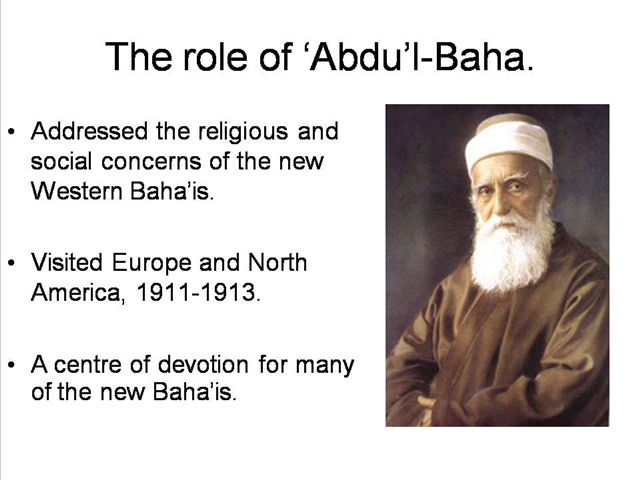 The role of ‘Abdu’l-Baha.
• Addressed the religious and
social concerns of the new
Western Baha’is.
• Visited Europe and North
America, 1911-1913.
• A centre of devotion for many
of the new Baha’is.